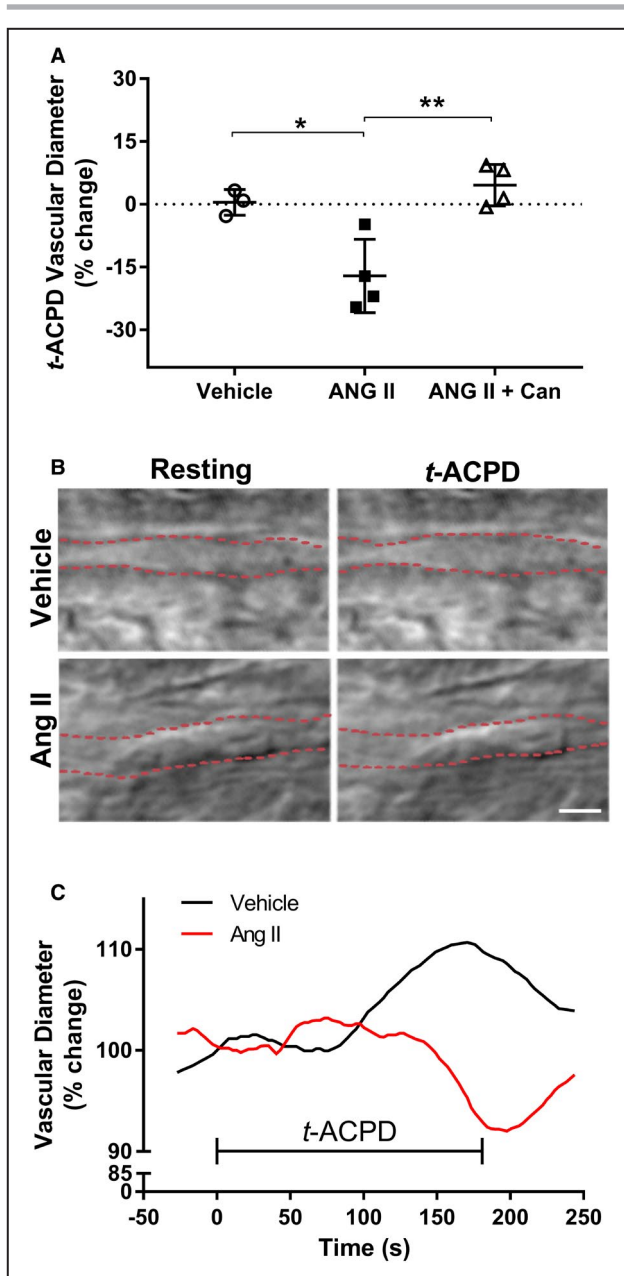 A
30
15
0
-15
-30
t-ACPD Vascular Diameter
(% change)
*
**
Vehicle ANG II ANG II + Can
B
Resting t-ACPD
Vehicle
Ang II
C
Vehicle
Ang II
110
100
90
85
0
Vascular Diameter
(% change)
t-ACPD
-50 0 50 100 150 200 250
Time (s)